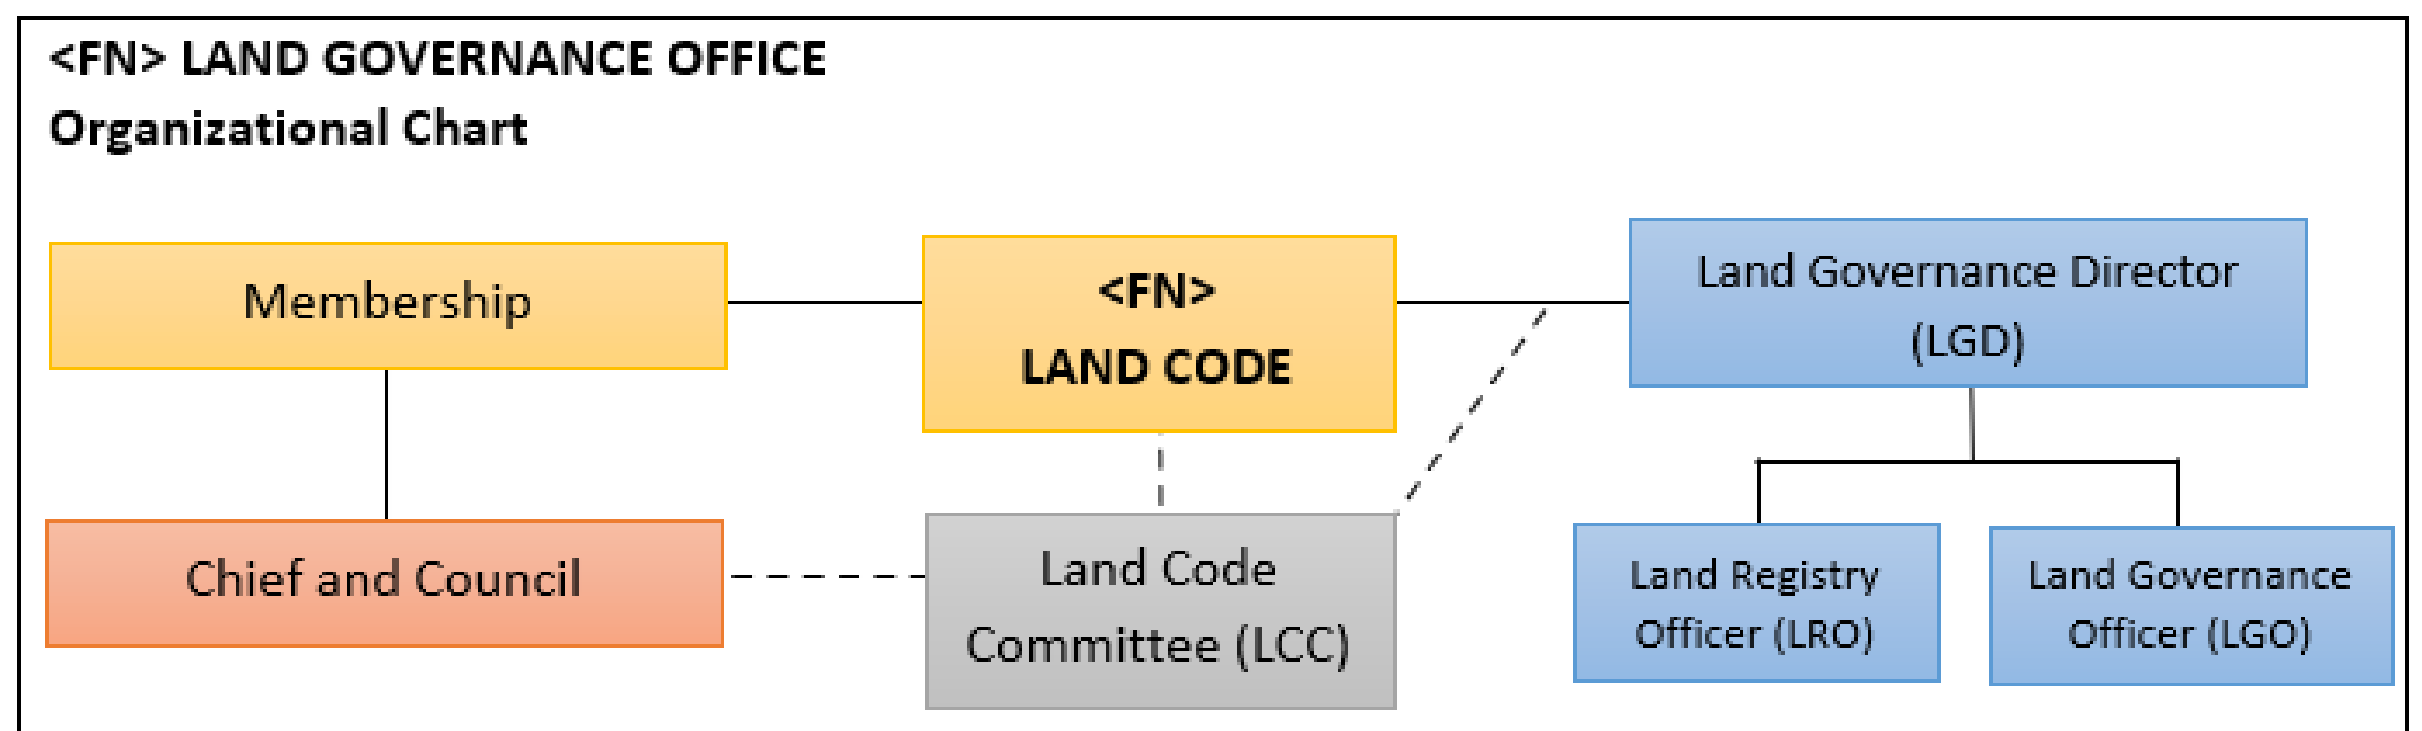 <FN> LAND GOVERNANCE OFFICE
Organizational Chart
Membership
<FN>
LAND CODE
Land Governance Director
(LGD)
Chief and Council
Land Code
Committee (LCC)
Land Registry
Officer (LRO)
Land Governance
Officer (LGO)